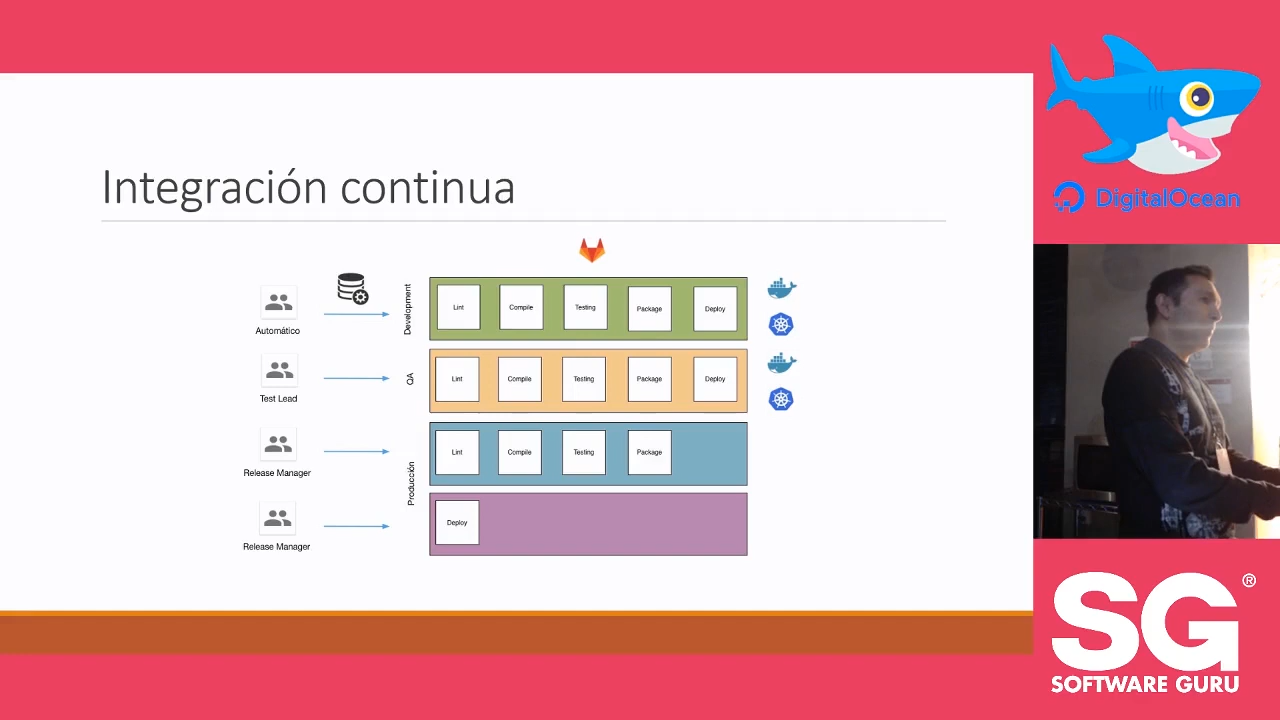 Integración continua
Automático
Development
Lint
Compile
Testing
Package
Deploy
Test Lead
QA
Lint
Compile
Testing
Package
Deploy
Release Manager
Producción
Lint
Compile
Testing
Package
Release Manager
Deploy
DigitalOcean
SG®
SOFTWARE GURU